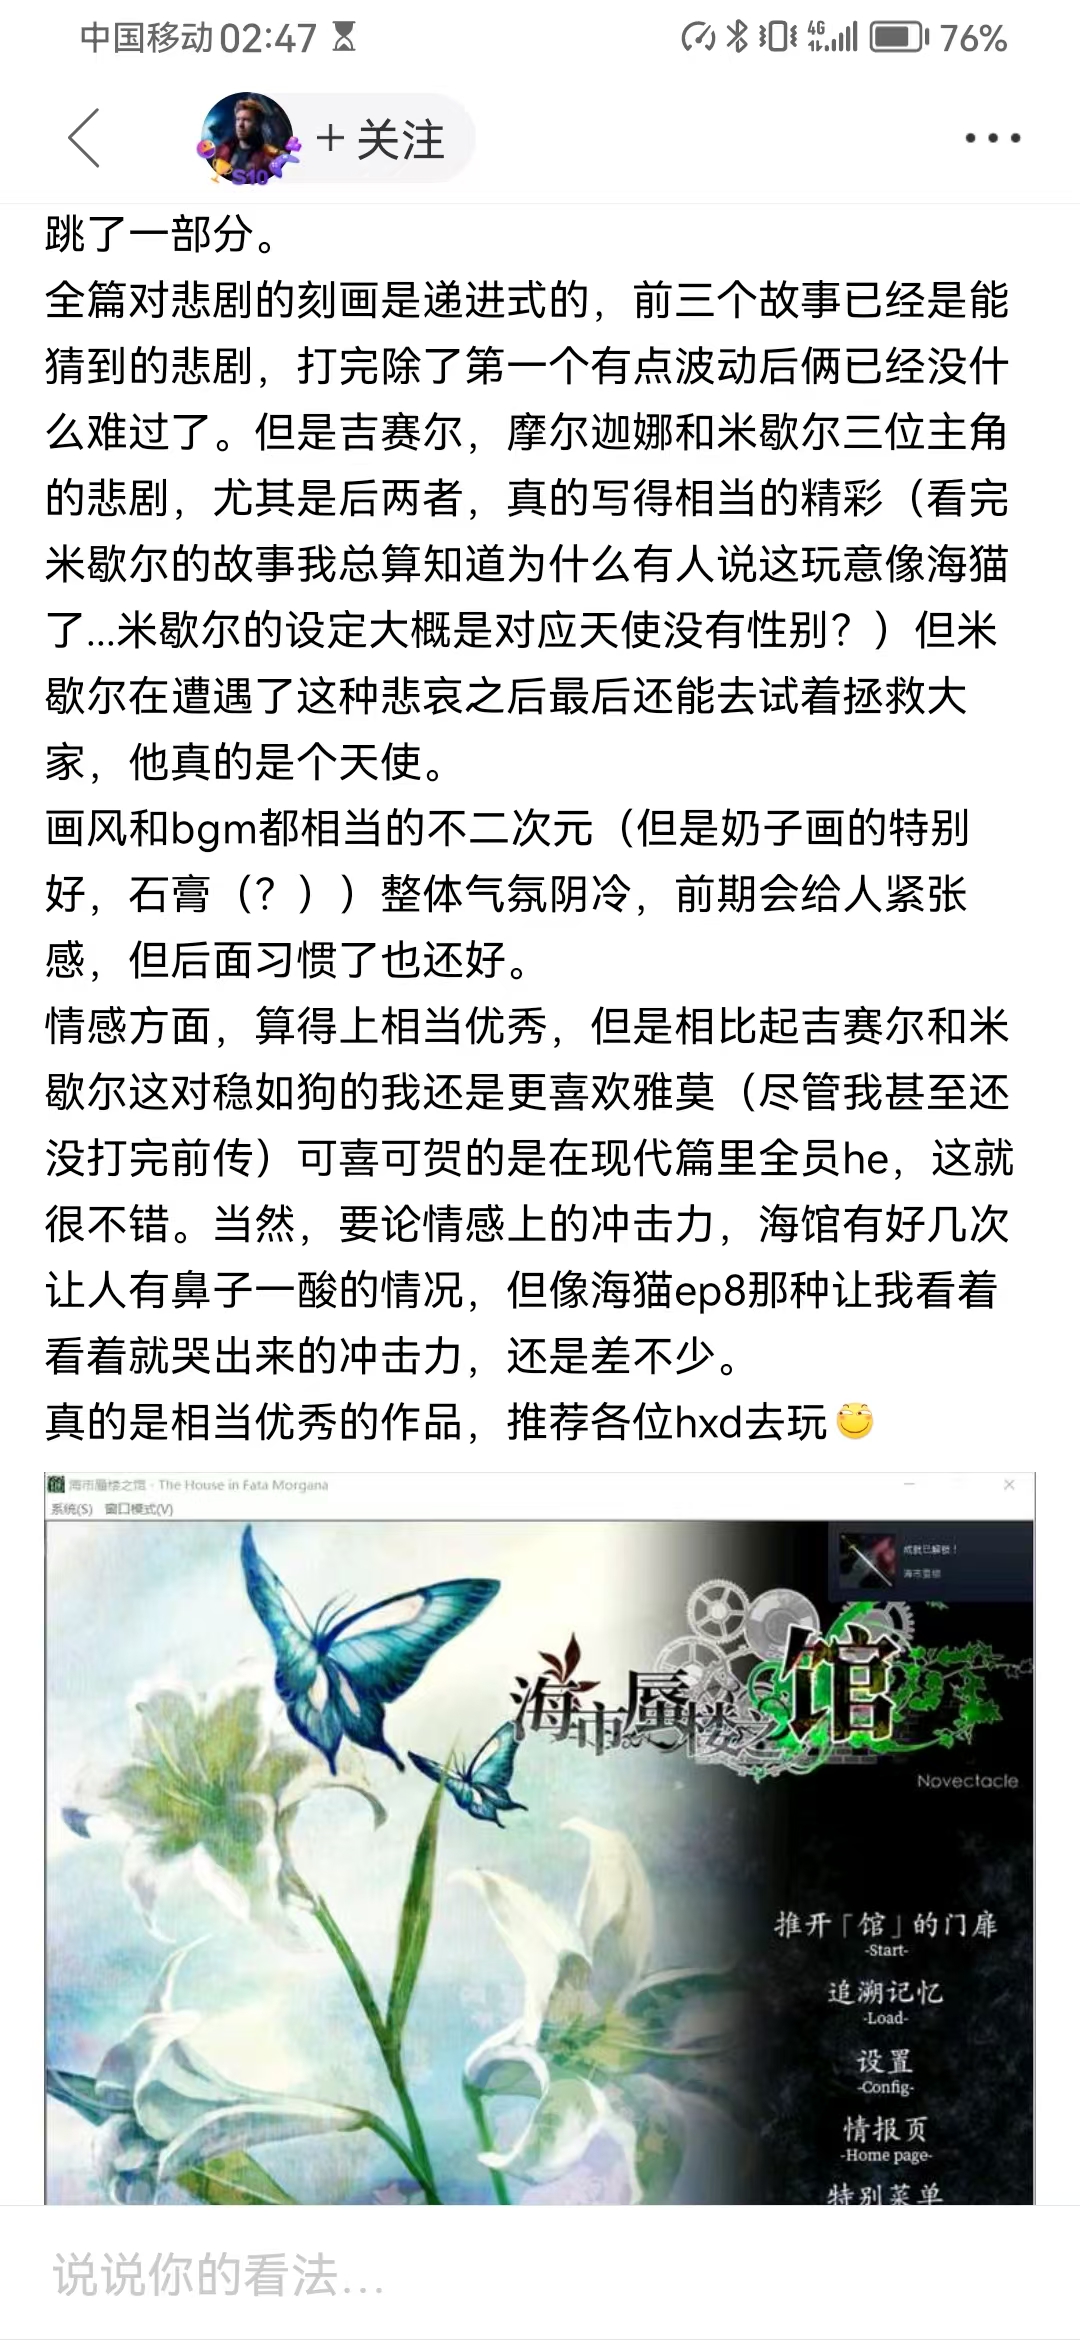 中国移动 02:47 4G 76%
S10 + 关注
跳了一部分。
全篇对悲剧的刻画是递进式的，前三个故事已经是能
猜到的悲剧，打完除了第一个有点波动后俩已经没什
么难过了。但是吉赛尔，摩尔迦娜和米歇尔三位主角
的悲剧，尤其是后两者，真的写得相当的精彩（看完
米歇尔的故事我总算知道为什么有人说这玩意像海猫
了...米歇尔的设定大概是对应天使没有性别？）但米
歇尔在遭遇了这种悲哀之后最后还能去试着拯救大
家，他真的是个天使。
画风和bgm都相当的不二次元（但是奶子画的特别
好，石膏（？））整体气氛阴冷，前期会给人紧张
感，但后面习惯了也还好。
情感方面，算得上相当优秀，但是相比起吉赛尔和米
歇尔这对稳如狗的我还是更喜欢雅莫（尽管我甚至还
没打完前传）可喜可贺的是在现代篇里全员he，这就
很不错。当然，要论情感上的冲击力，海馆有好几次
让人有鼻子一酸的情况，但像海猫ep8那种让我看着
看着就哭出来的冲击力，还是差不少。
真的是相当优秀的作品，推荐各位hxd去玩
海市蜃楼之馆 - The House in Fata Morgana
系统(S) 窗口模式(V)
成就已解锁！
海市蜃楼之馆
Novectacle
推开「馆」的门扉
-Start-
追溯记忆
-Load-
设置
-Config-
情报页
-Home page-
特别菜单
说说你的看法...